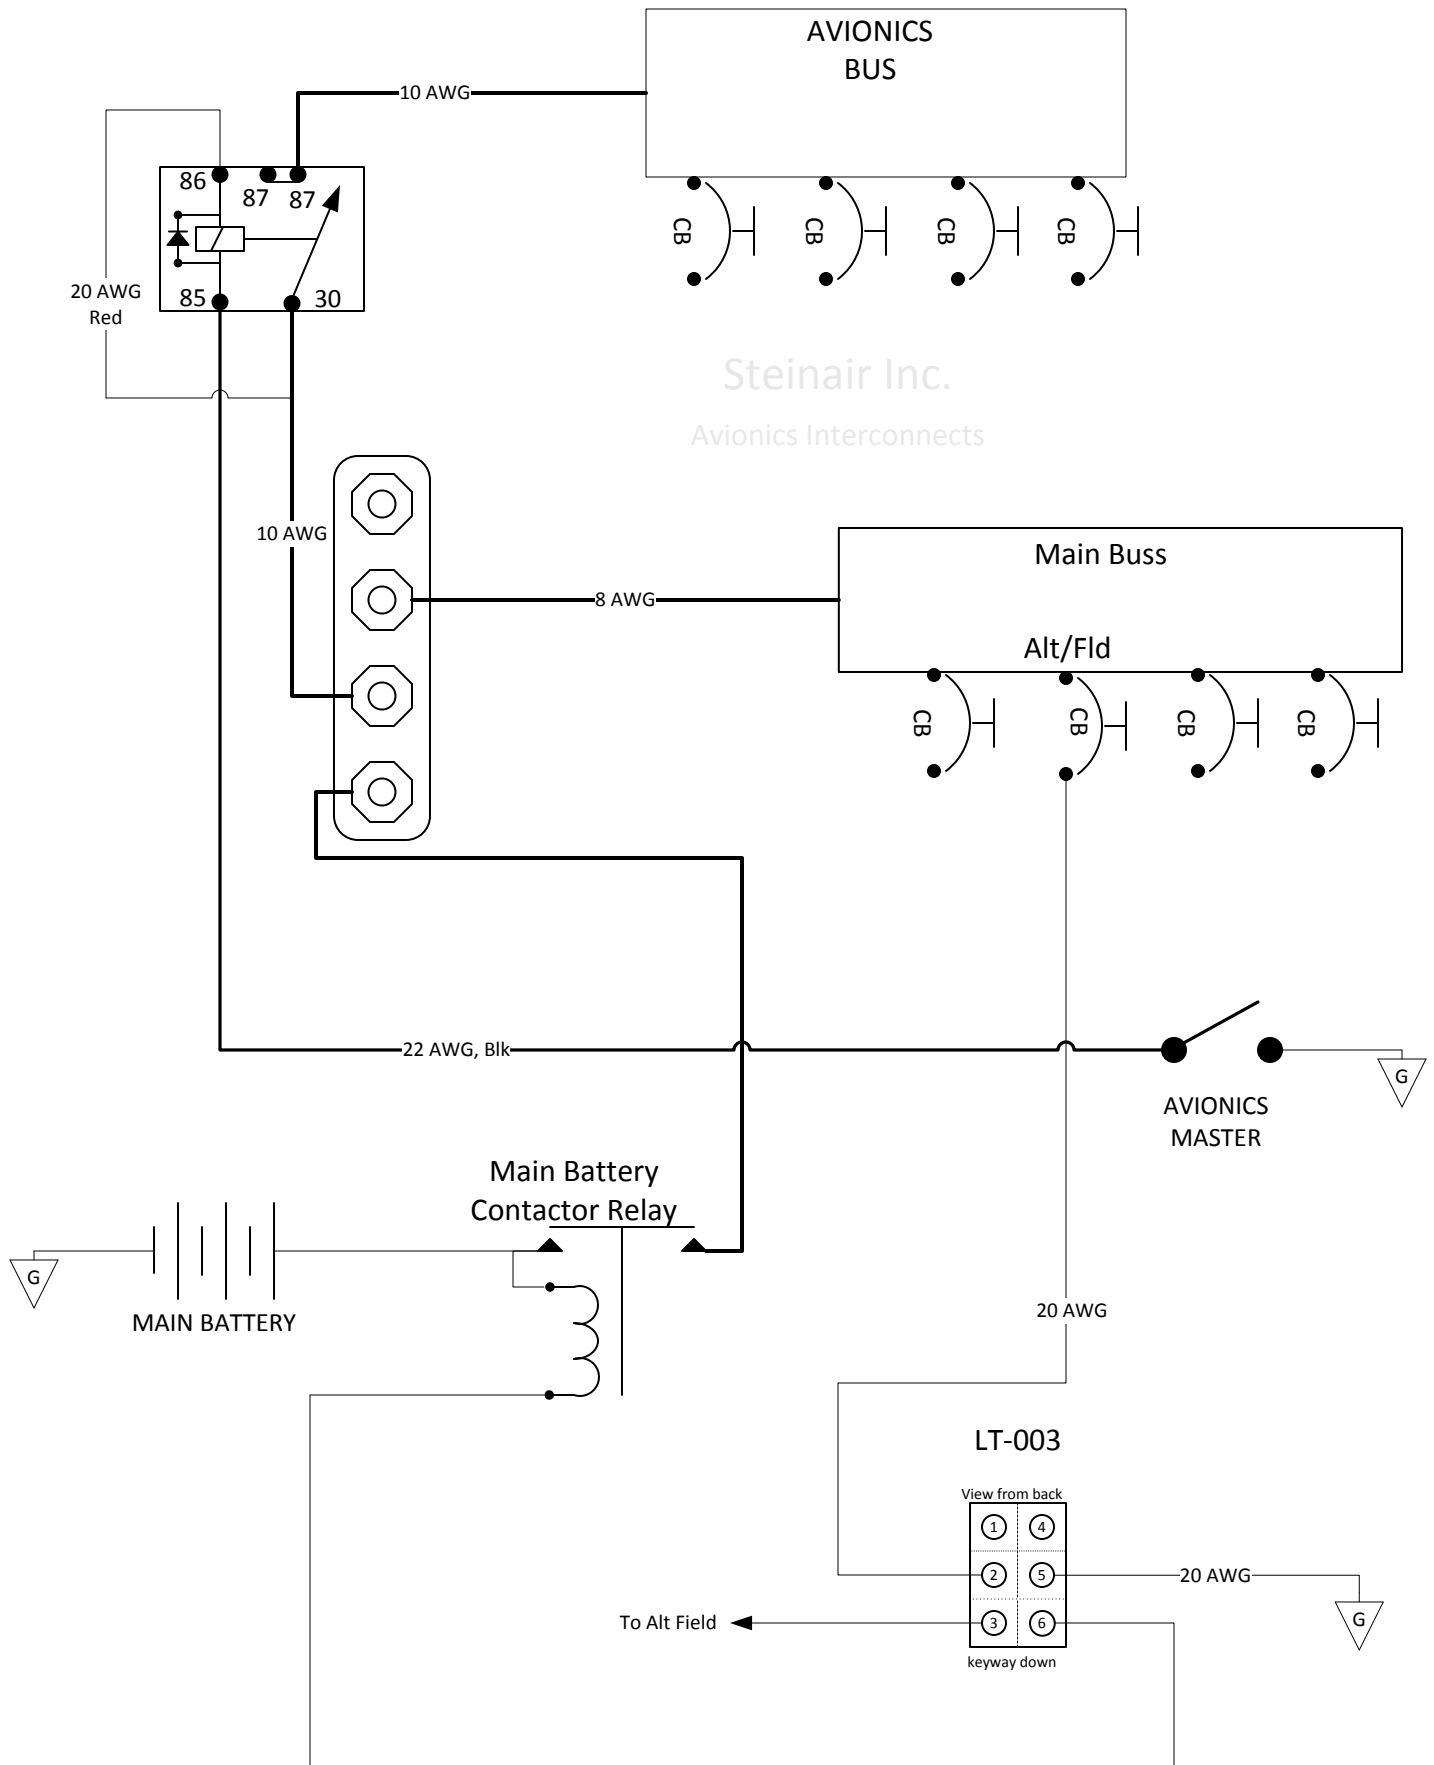 AVIONICS
BUS
10 AWG
86
87
87
CB
CB
CB
CB
20 AWG
Red
85
30
Steinair Inc.
Avionics Interconnects
10 AWG
Main Buss
8 AWG
Alt/Fld
CB
CB
CB
CB
22 AWG, Blk
G
AVIONICS
MASTER
Main Battery
Contactor Relay
G
MAIN BATTERY
20 AWG
LT-003
View from back
1
4
2
5
20 AWG
To Alt Field
3
6
G
keyway down